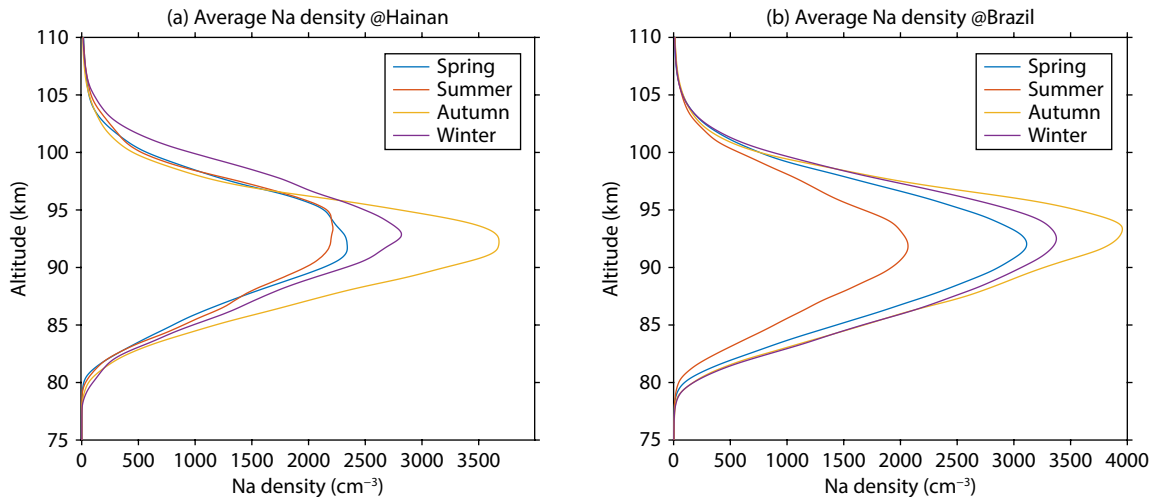 (a) Average Na density @Hainan
110
105
100
95
90
85
80
75
Altitude (km)
Spring
Summer
Autumn
Winter
0 500 1000 1500 2000 2500 3000 3500
Na density (cm⁻³)
(b) Average Na density @Brazil
110
105
100
95
90
85
80
75
Altitude (km)
Spring
Summer
Autumn
Winter
0 500 1000 1500 2000 2500 3000 3500 4000
Na density (cm⁻³)